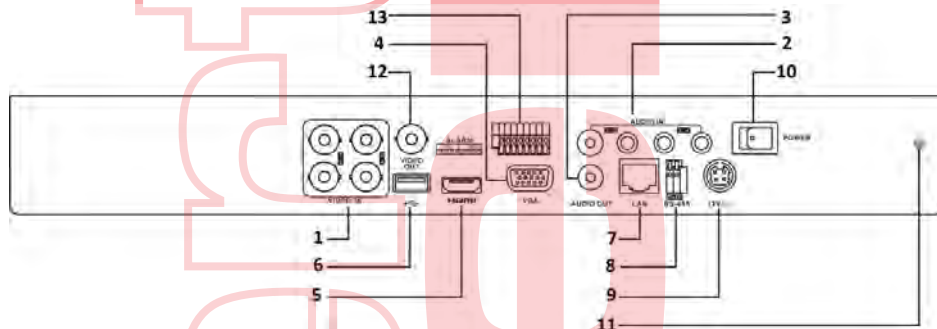 13
3
4
2
12
10
AUDIO IN
POWER
VIDEO
OUT
VIDEO IN
HDMI
VGA
AUDIO OUT
LAN
RS-485
1
7
6
8
5
9
11